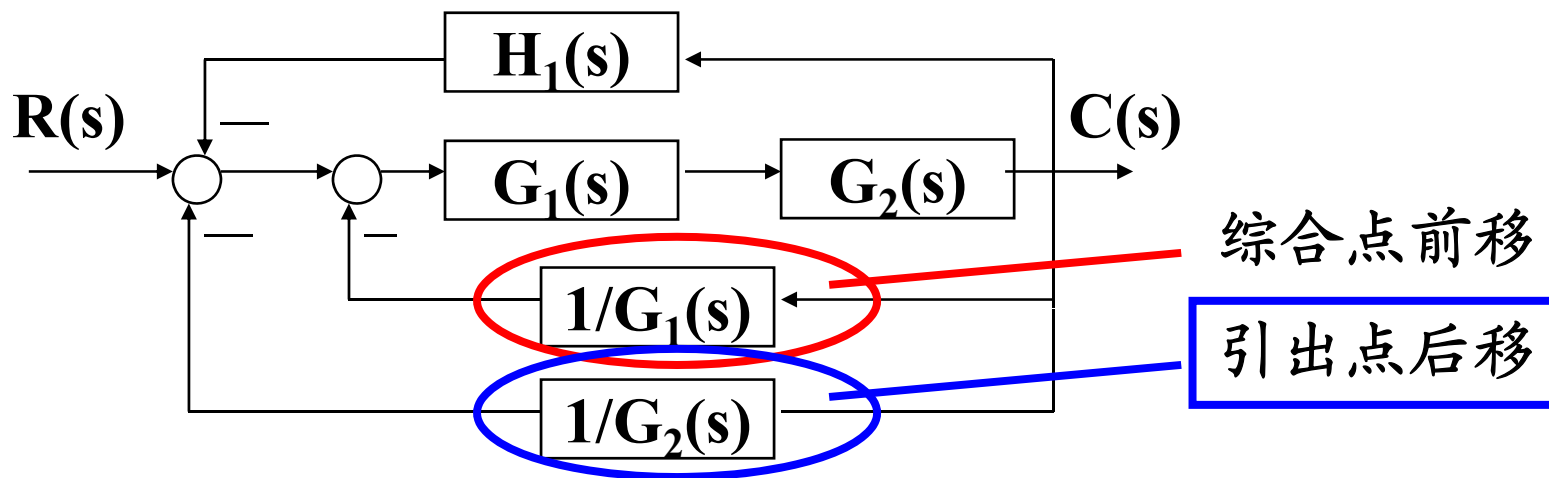 H₁(s)
R(s)
—
C(s)
G₁(s)
G₂(s)
—
–
综合点前移
1/G₁(s)
引出点后移
1/G₂(s)